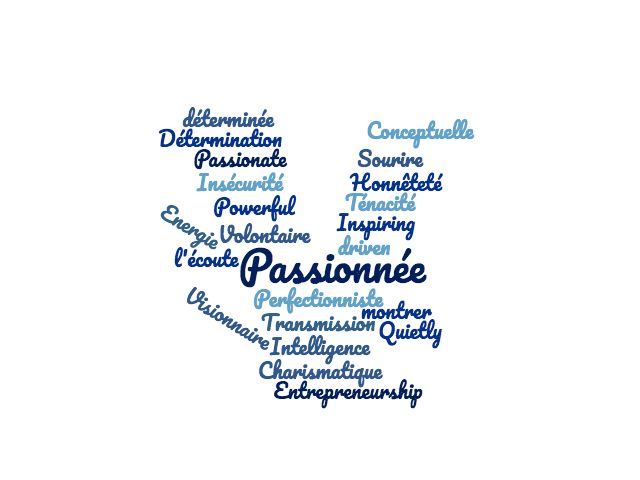 déterminée
Conceptuelle
Détermination
Passionate
Sourire
Insécurité
Honnêteté
Powerful
Ténacité
Energie
Volontaire
Inspiring
l'écoute
driven
Passionnée
Visionnaire
Perfectionniste
montrer
Transmission
Quietly
Intelligence
Charismatique
Entrepreneurship